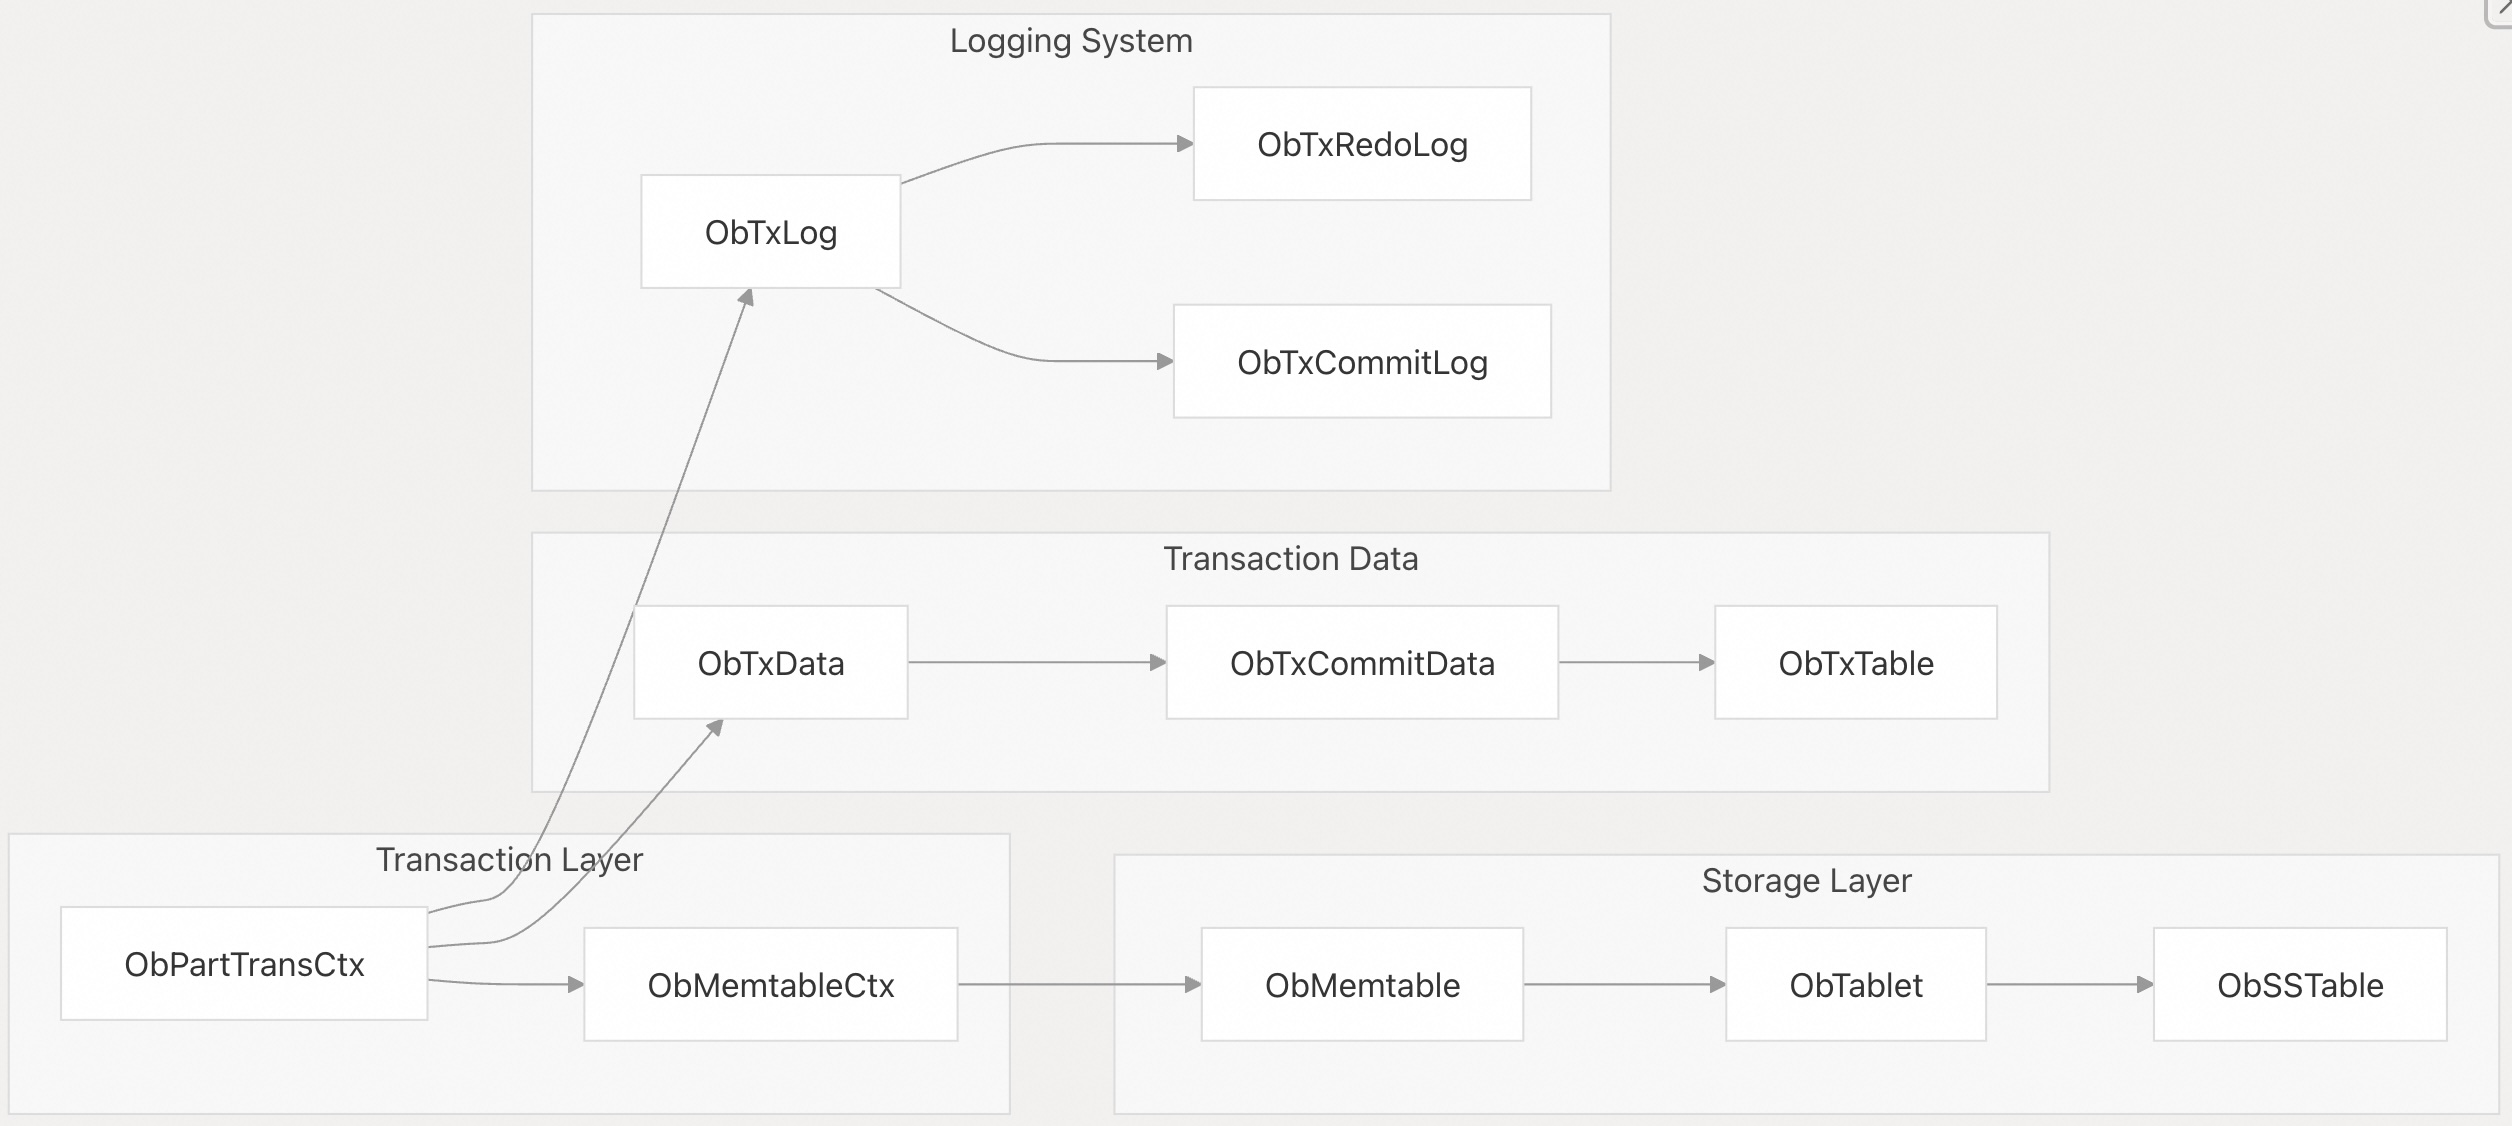 Logging System
ObTxRedoLog
ObTxLog
ObTxCommitLog
Transaction Data
ObTxData
ObTxCommitData
ObTxTable
Transaction Layer
ObPartTransCtx
ObMemtableCtx
Storage Layer
ObMemtable
ObTablet
ObSSTable